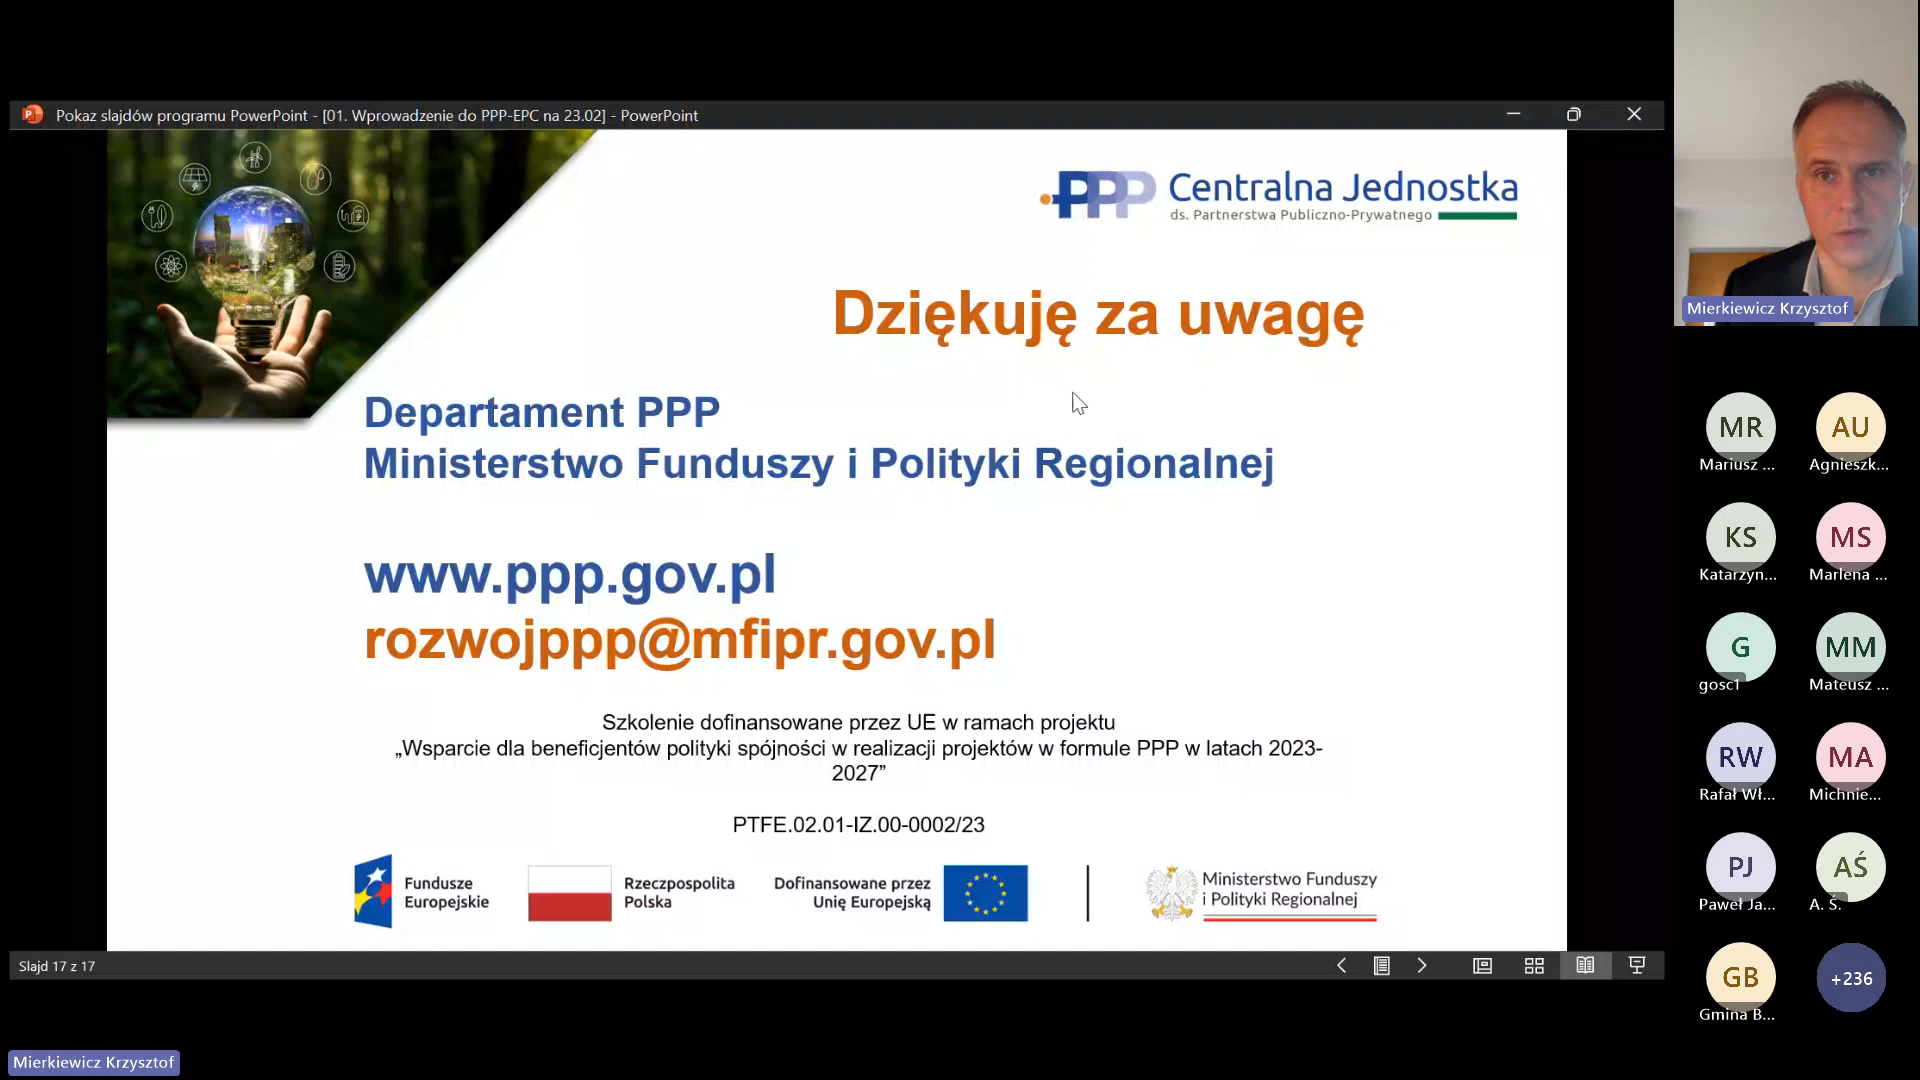 Pokaz slajdów programu PowerPoint - [01. Wprowadzenie do PPP-EPC na 23.02] - PowerPoint
PPP Centralna Jednostka
ds. Partnerstwa Publiczno-Prywatnego
Dziękuję za uwagę
Departament PPP
Ministerstwo Funduszy i Polityki Regionalnej
www.ppp.gov.pl
rozwojppp@mfipr.gov.pl
Szkolenie dofinansowane przez UE w ramach projektu
„Wsparcie dla beneficjentów polityki spójności w realizacji projektów w formule PPP w latach 2023-
2027”
PTFE.02.01-IZ.00-0002/23
Fundusze
Europejskie
Rzeczpospolita
Polska
Dofinansowane przez
Unię Europejską
Ministerstwo Funduszy
i Polityki Regionalnej
Slajd 17 z 17
Mierkiewicz Krzysztof
Mierkiewicz Krzysztof
MR
Mariusz ...
AU
Agnieszk...
KS
Katarzyn...
MS
Marlena ...
G
gosc1
MM
Mateusz ...
RW
Rafał Wł...
MA
Michnie...
PJ
Paweł Ja...
AŚ
A. Ś.
GB
Gmina B...
+236